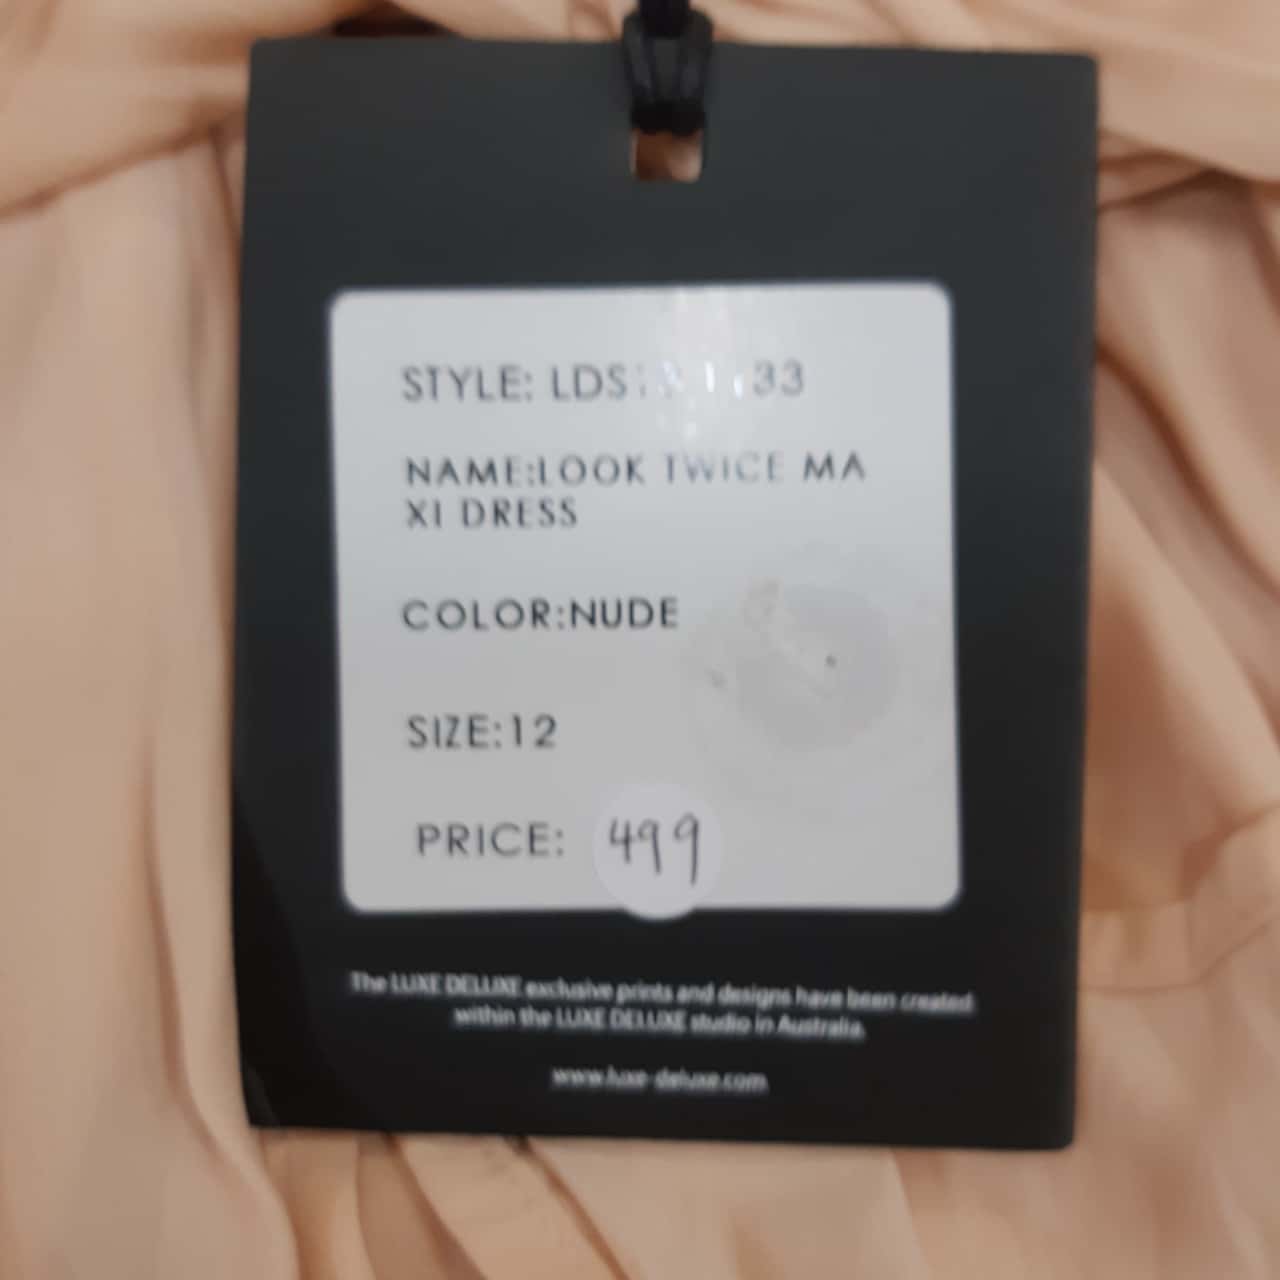 STYLE:
NAME:LOOK TWICE MA
XI DRESS
COLOR:NUDE
SIZE:12
PRICE: 499
The LUXE DELUXE exclusive prints and designs have been created
within the LUXE DELUXE studio in Australia.
www.luxe-deluxe.com